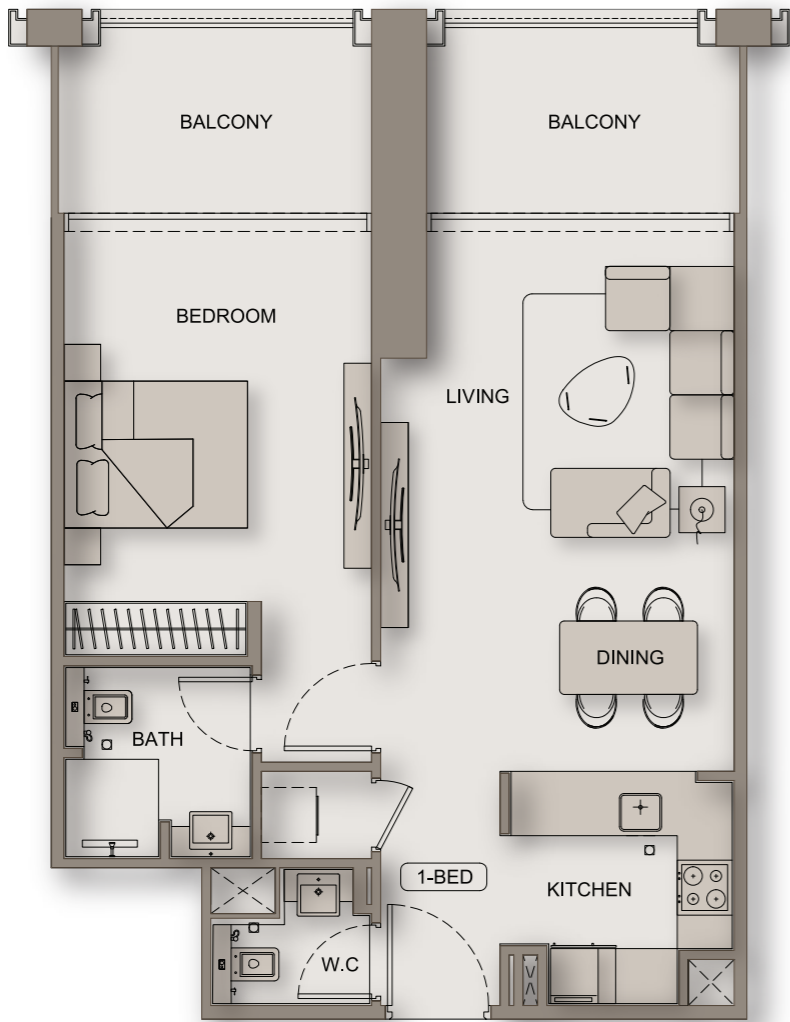 BALCONY
BALCONY
BEDROOM
LIVING
DINING
BATH
1-BED
KITCHEN
W.C